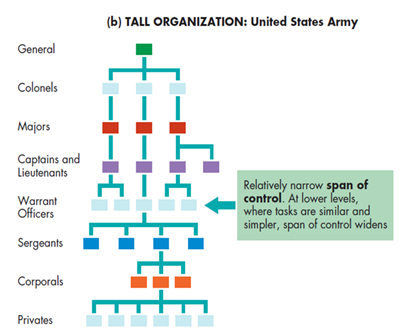 (b) TALL ORGANIZATION: United States Army
General
Colonels
Majors
Captains and
Lieutenants
Warrant
Officers
Relatively narrow span of
control. At lower levels,
where tasks are similar and
simpler, span of control widens
Sergeants
Corporals
Privates